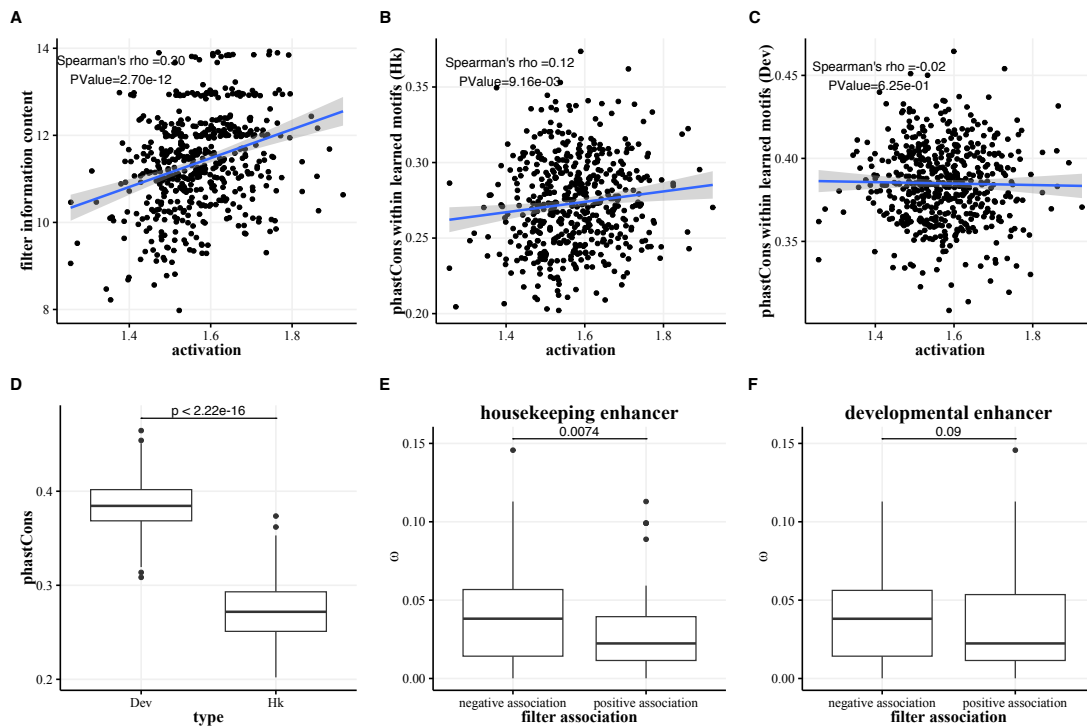 A
Spearman's rho =0.30
PValue=2.70e-12
filter information content
14
12
10
8
1.4
1.6
1.8
activation
B
Spearman's rho =0.12
PValue=9.16e-03
phastCons within learned motifs (Hk)
0.35
0.30
0.25
0.20
1.4
1.6
1.8
activation
C
Spearman's rho =-0.02
PValue=6.25e-01
phastCons within learned motifs (Dev)
0.45
0.40
0.35
1.4
1.6
1.8
activation
D
p < 2.22e-16
phastCons
0.4
0.3
0.2
Dev
Hk
type
E
housekeeping enhancer
0.0074
ω
0.15
0.10
0.05
0.00
negative association
positive association
filter association
F
developmental enhancer
0.09
ω
0.15
0.10
0.05
0.00
negative association
positive association
filter association